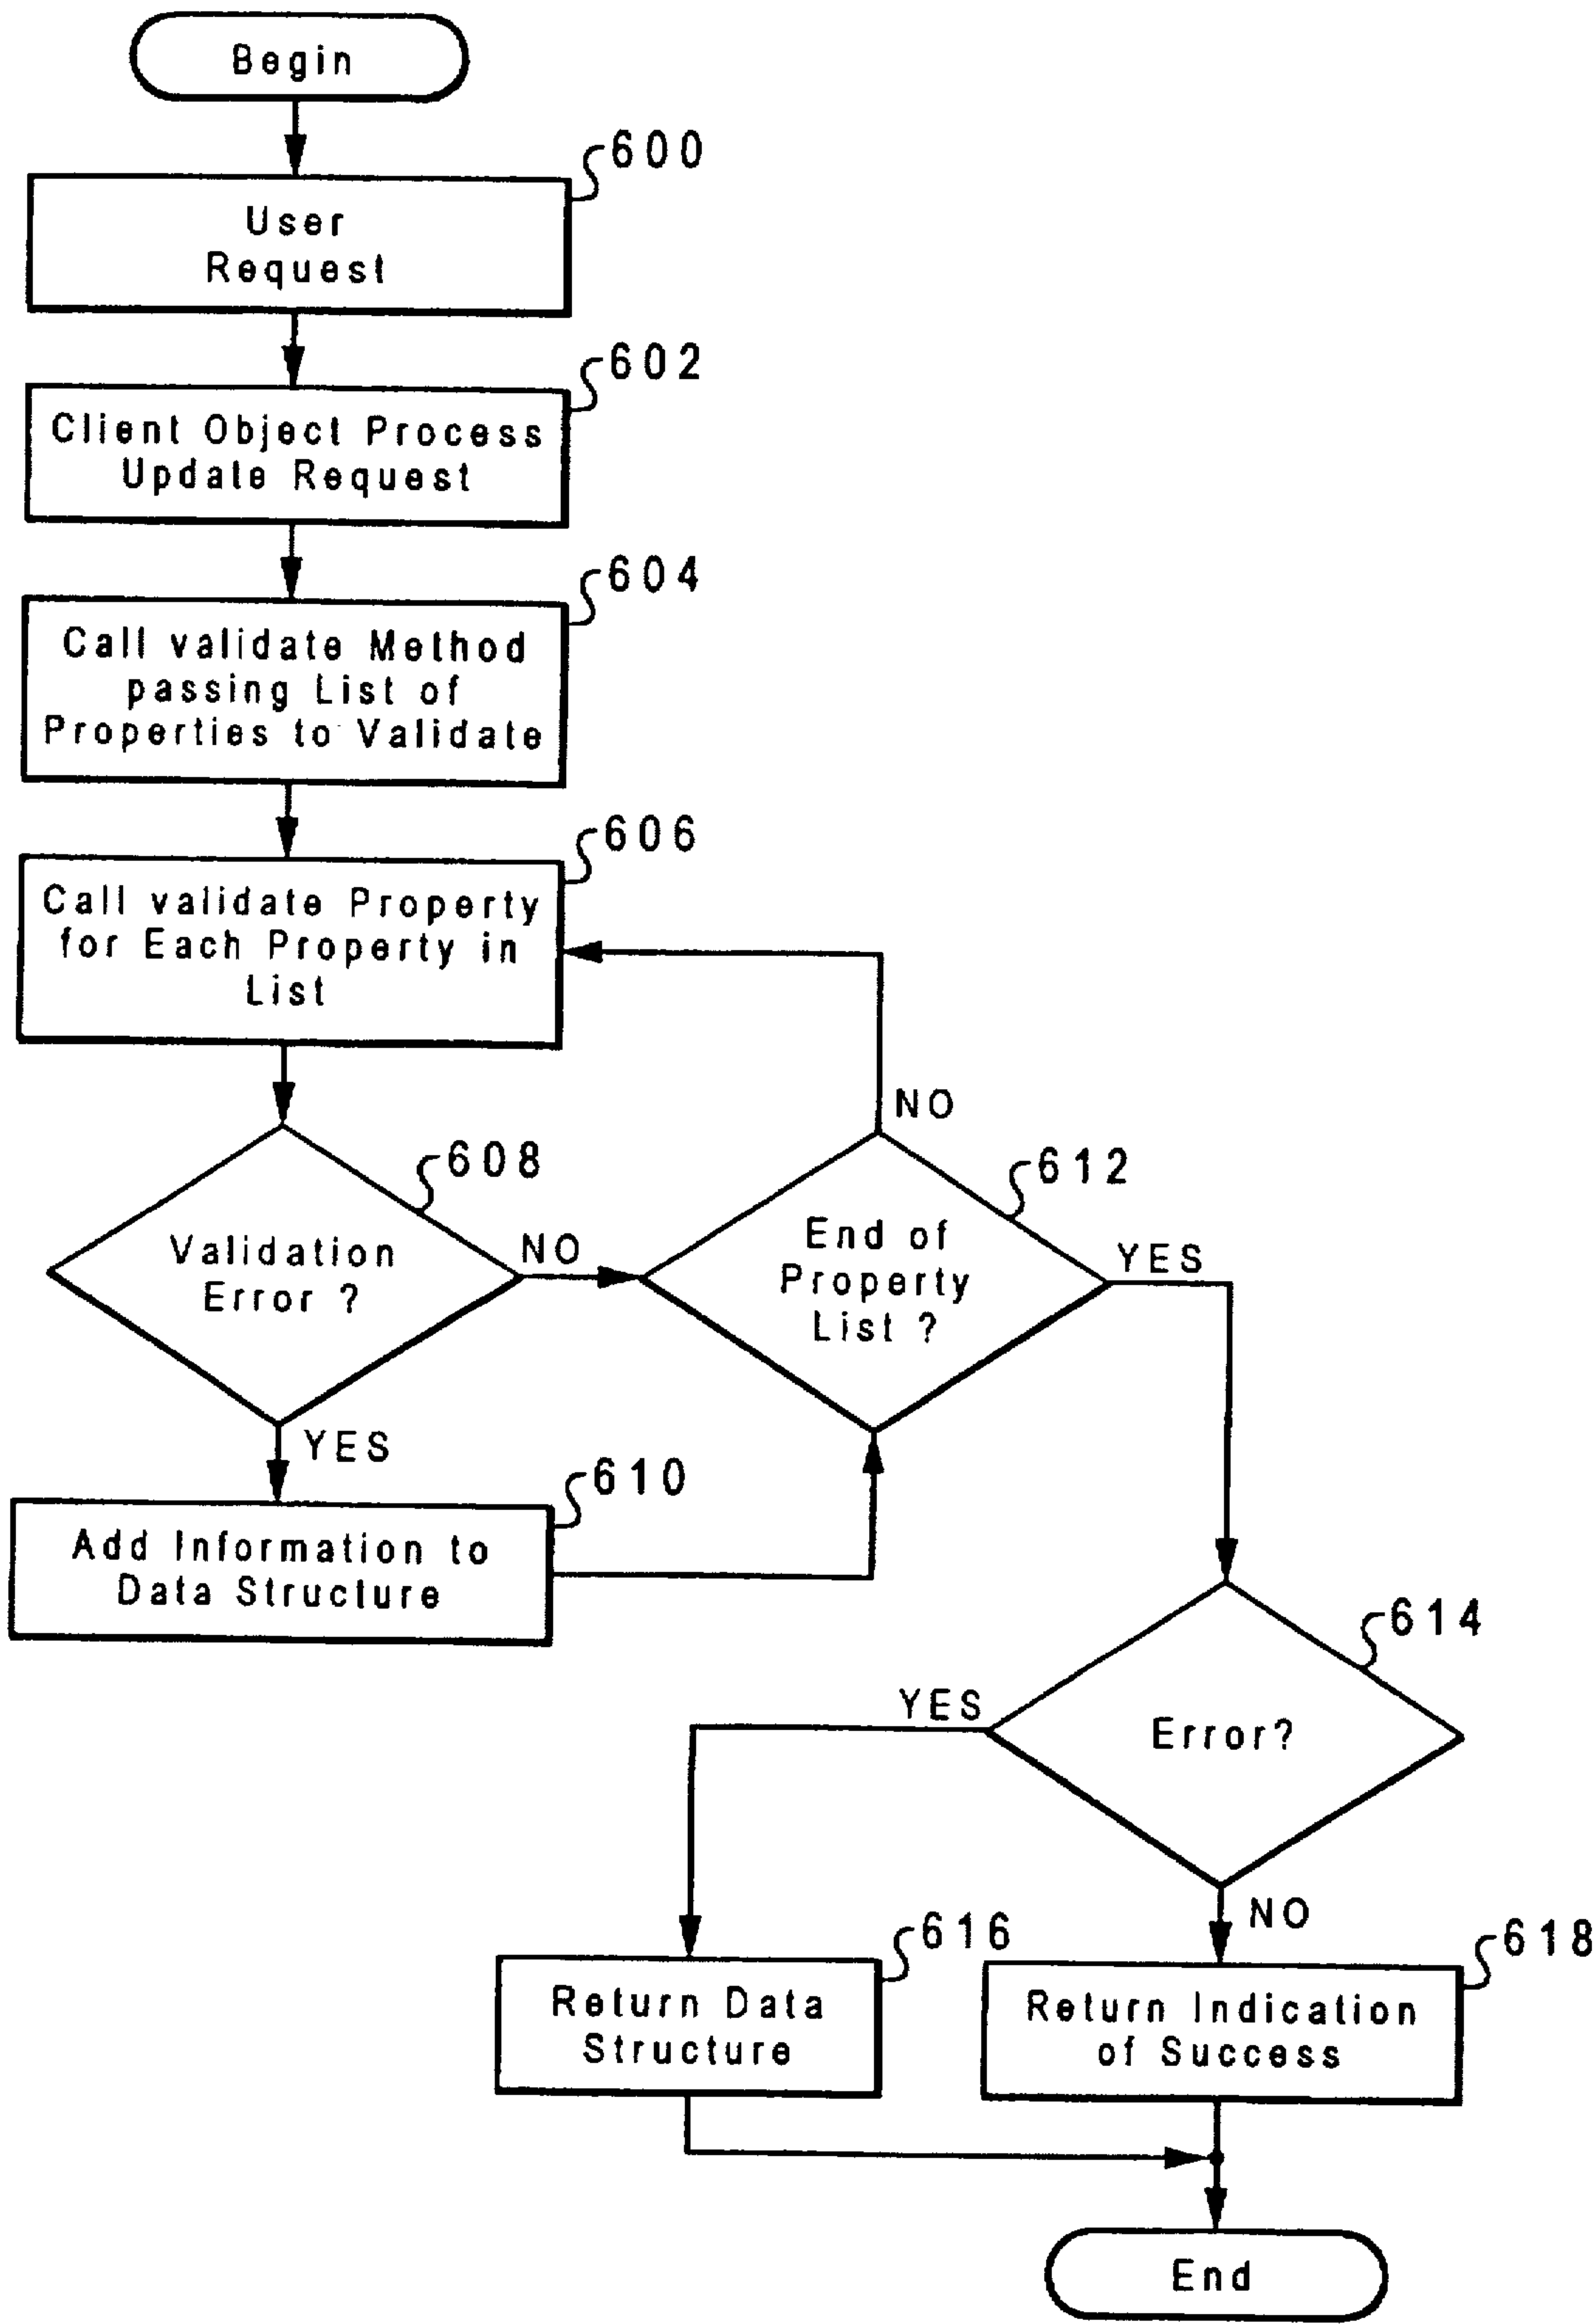 Begin
600
User
Request
602
Client Object Process
Update Request
604
Call validate Method
passing List of
Properties to Validate
606
Call validate Property
for Each Property in
List
NO
608
612
Validation
Error ?
NO
End of
Property
List ?
YES
YES
610
Add Information to
Data Structure
614
YES
Error?
NO
616
618
Return Data
Structure
Return Indication
of Success
End